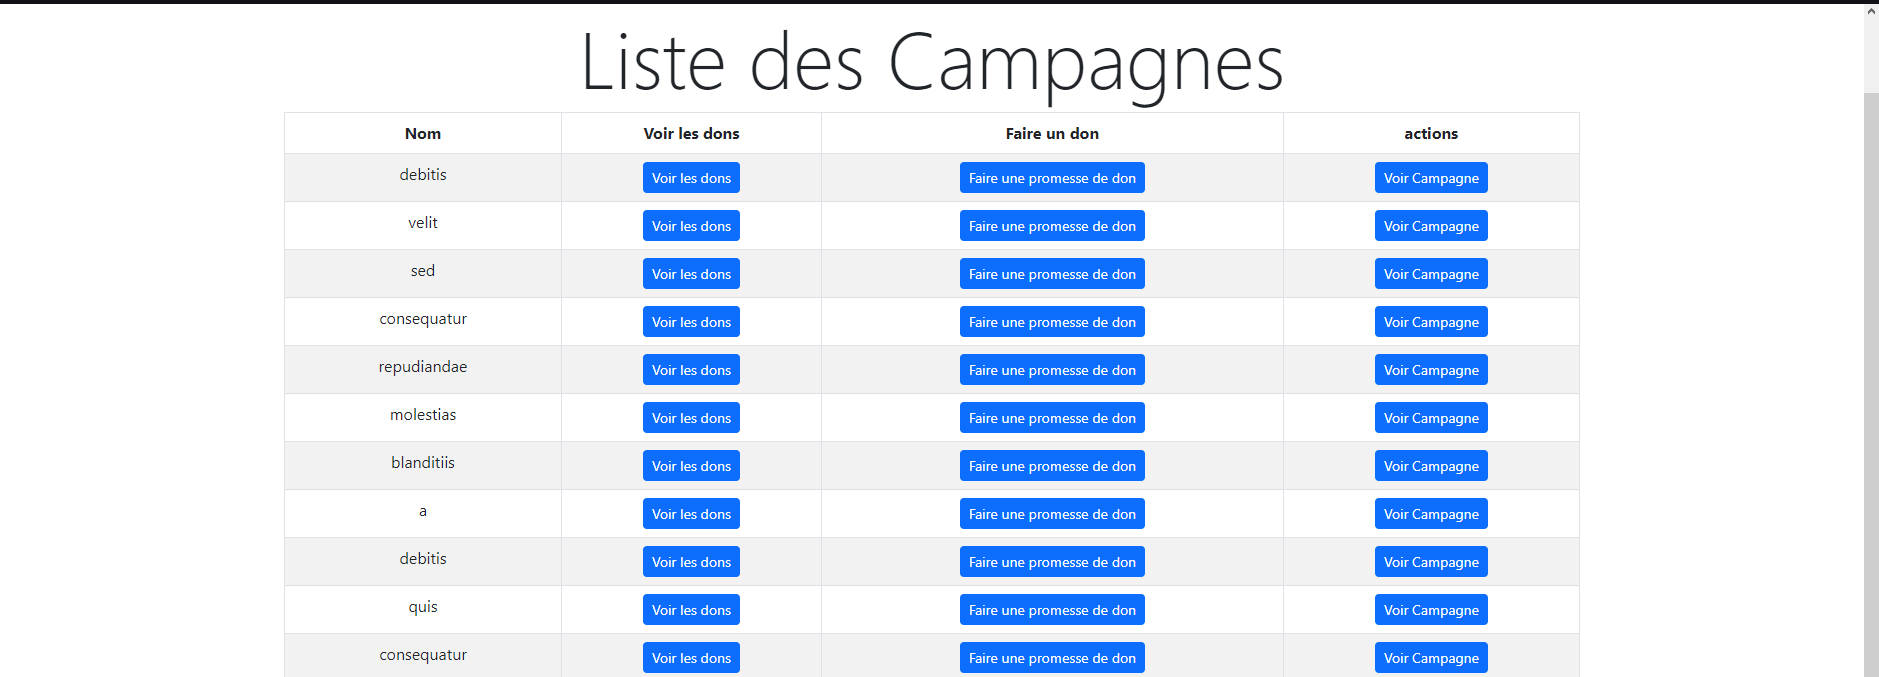 Liste des Campagnes
Nom Voir les dons Faire un don actions
debitis Voir les dons Faire une promesse de don Voir Campagne
velit Voir les dons Faire une promesse de don Voir Campagne
sed Voir les dons Faire une promesse de don Voir Campagne
consequatur Voir les dons Faire une promesse de don Voir Campagne
repudiandae Voir les dons Faire une promesse de don Voir Campagne
molestias Voir les dons Faire une promesse de don Voir Campagne
blanditiis Voir les dons Faire une promesse de don Voir Campagne
a Voir les dons Faire une promesse de don Voir Campagne
debitis Voir les dons Faire une promesse de don Voir Campagne
quis Voir les dons Faire une promesse de don Voir Campagne
consequatur Voir les dons Faire une promesse de don Voir Campagne